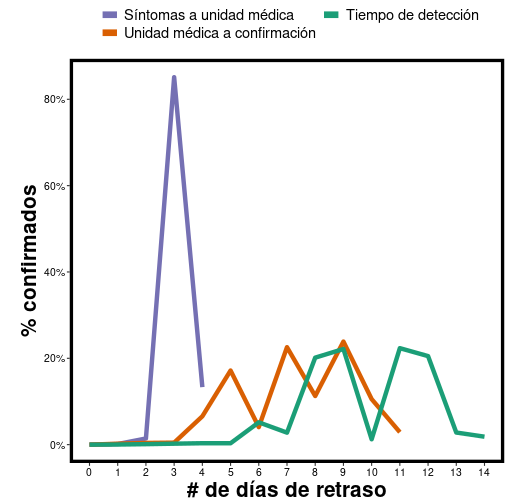 Síntomas a unidad médica
Tiempo de detección
Unidad médica a confirmación
80%
60%
40%
20%
0%
% confirmados
0 1 2 3 4 5 6 7 8 9 10 11 12 13 14
# de días de retraso